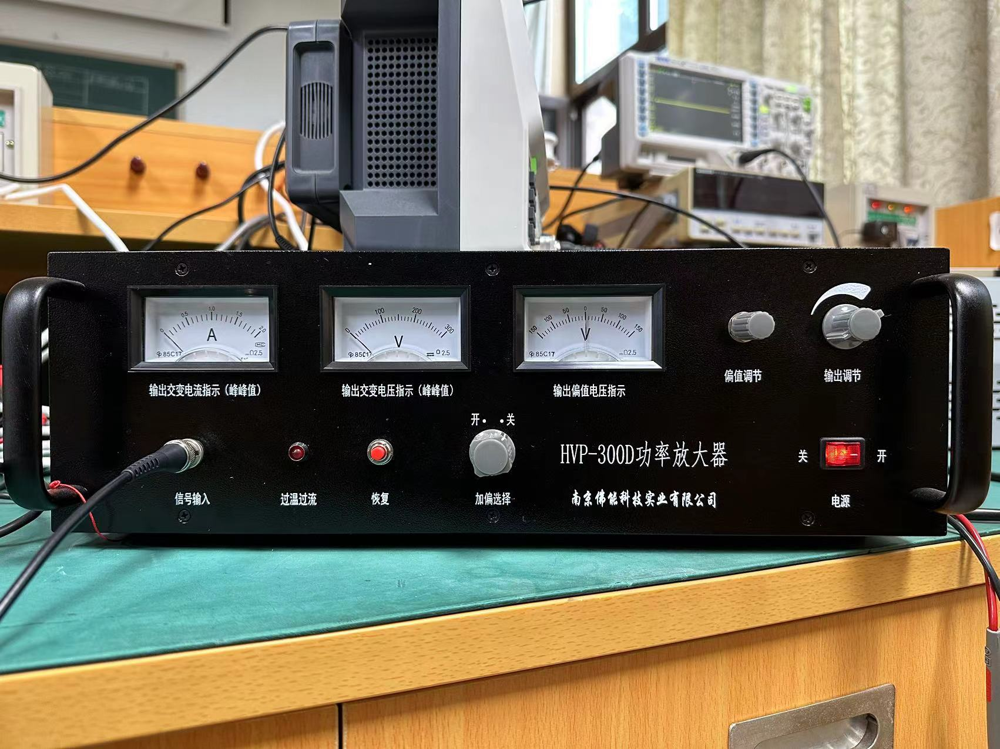 0 0.5 1.0 1.5 2.0
A
85C17 MC 2.5
0 100 200 300
V
85C17 2.5
150 100 50 0 50 100 150
V
85C17 mΩ2.5
输出交变电流指示（峰峰值） 输出交变电压指示（峰峰值） 输出偏值电压指示
偏值调节 输出调节
开 关
HVP-300D功率放大器
关 开
信号输入 过温过流 恢复 加偏选择
南京佛能科技实业有限公司
电源